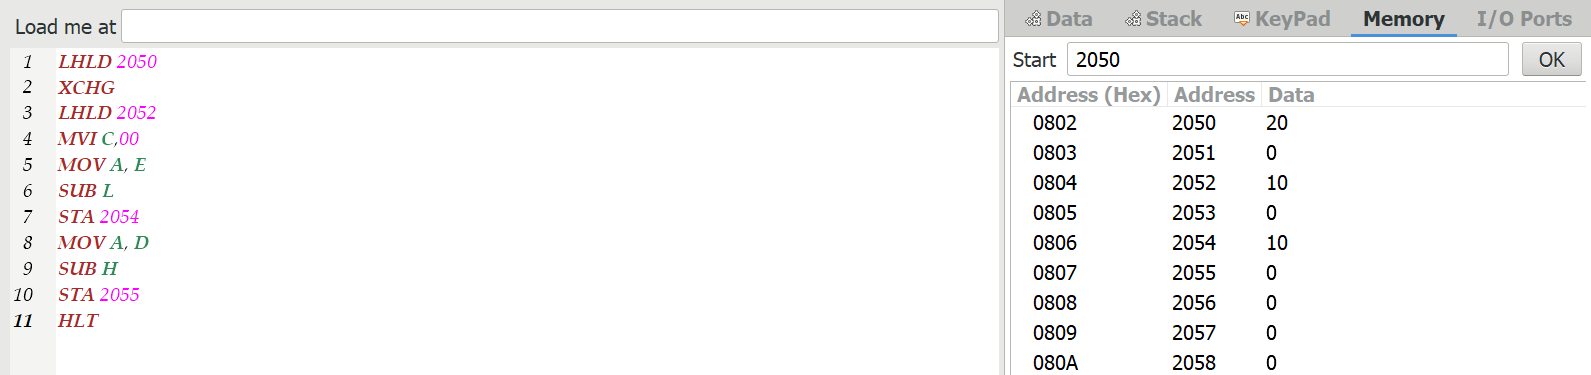 Load me at
1 LHLD 2050
2 XCHG
3 LHLD 2052
4 MVI C,00
5 MOV A, E
6 SUB L
7 STA 2054
8 MOV A, D
9 SUB H
10 STA 2055
11 HLT
Data Stack Abc KeyPad Memory I/O Ports
Start 2050 OK
Address (Hex) Address Data
0802 2050 20
0803 2051 0
0804 2052 10
0805 2053 0
0806 2054 10
0807 2055 0
0808 2056 0
0809 2057 0
080A 2058 0